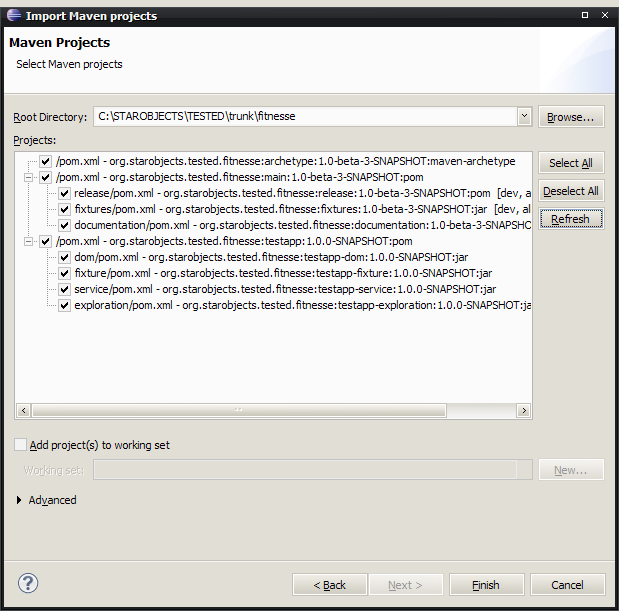 Import Maven projects
Maven Projects
Select Maven projects
Root Directory: C:\STAROBJECTS\TESTED\trunk\fitnesse Browse...
Projects:
/pom.xml - org.starobjects.tested.fitnesse:archetype:1.0-beta-3-SNAPSHOT:maven-archetype Select All
/pom.xml - org.starobjects.tested.fitnesse:main:1.0-beta-3-SNAPSHOT:pom
release/pom.xml - org.starobjects.tested.fitnesse:release:1.0-beta-3-SNAPSHOT:pom [dev, al Deselect All
fixtures/pom.xml - org.starobjects.tested.fitnesse:fixtures:1.0-beta-3-SNAPSHOT:jar [dev, al
documentation/pom.xml - org.starobjects.tested.fitnesse:documentation:1.0-beta-3-SNAPSHO Refresh
/pom.xml - org.starobjects.tested.fitnesse:testapp:1.0.0-SNAPSHOT:pom
dom/pom.xml - org.starobjects.tested.fitnesse:testapp-dom:1.0.0-SNAPSHOT:jar
fixture/pom.xml - org.starobjects.tested.fitnesse:testapp-fixture:1.0.0-SNAPSHOT:jar
service/pom.xml - org.starobjects.tested.fitnesse:testapp-service:1.0.0-SNAPSHOT:jar
exploration/pom.xml - org.starobjects.tested.fitnesse:testapp-exploration:1.0.0-SNAPSHOT:ja
Add project(s) to working set
Working set: New...
Advanced
? < Back Next > Finish Cancel